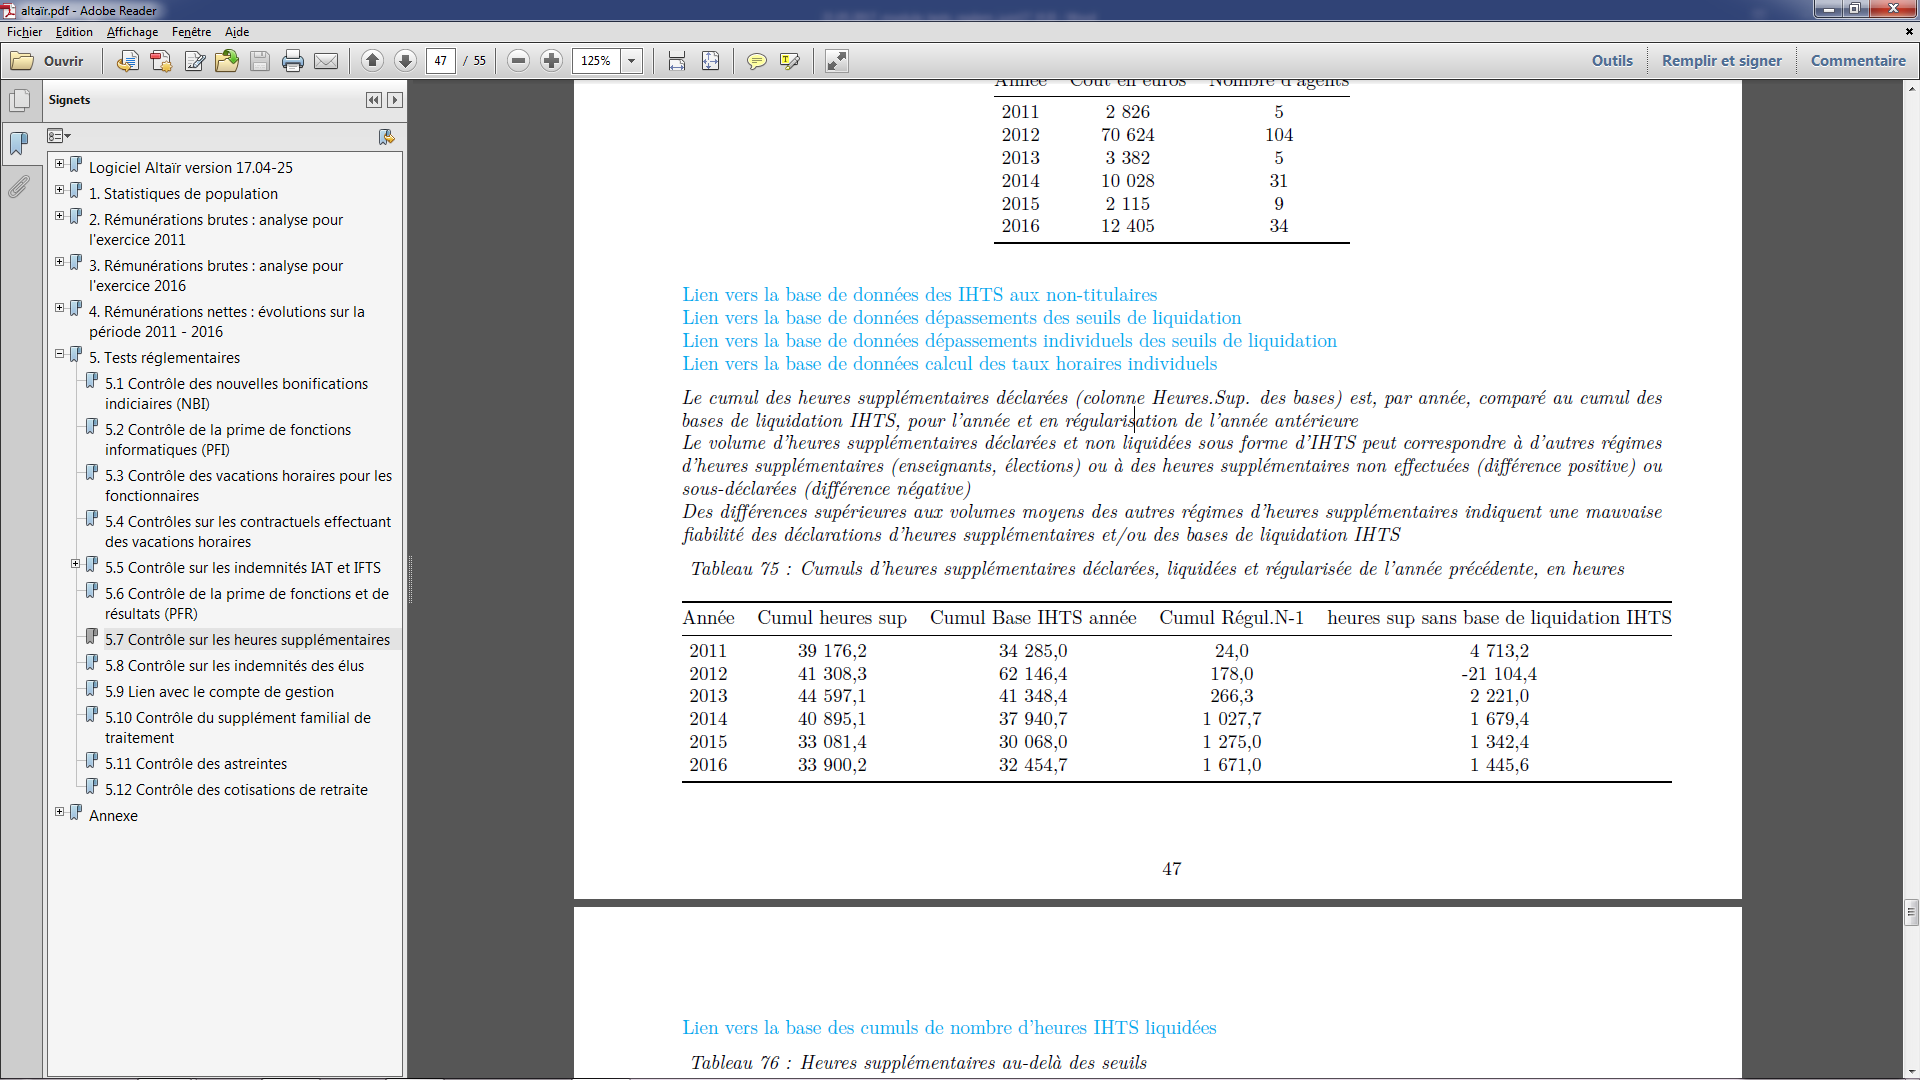 altaïr.pdf - Adobe Reader
Fichier Edition Affichage Fenêtre Aide
Ouvrir 47 / 55 125% Outils Remplir et signer Commentaire
Signets
Logiciel Altaïr version 17.04-25
1. Statistiques de population
2. Rémunérations brutes : analyse pour
l'exercice 2011
3. Rémunérations brutes : analyse pour
l'exercice 2016
4. Rémunérations nettes : évolutions sur la
période 2011 - 2016
5. Tests réglementaires
5.1 Contrôle des nouvelles bonifications
indiciaires (NBI)
5.2 Contrôle de la prime de fonctions
informatiques (PFI)
5.3 Contrôle des vacations horaires pour les
fonctionnaires
5.4 Contrôles sur les contractuels effectuant
des vacations horaires
5.5 Contrôle sur les indemnités IAT et IFTS
5.6 Contrôle de la prime de fonctions et de
résultats (PFR)
5.7 Contrôle sur les heures supplémentaires
5.8 Contrôle sur les indemnités des élus
5.9 Lien avec le compte de gestion
5.10 Contrôle du supplément familial de
traitement
5.11 Contrôle des astreintes
5.12 Contrôle des cotisations de retraite
Annexe
Année Coût en euros Nombre d'agents
2011 2 826 5
2012 70 624 104
2013 3 382 5
2014 10 028 31
2015 2 115 9
2016 12 405 34
Lien vers la base de données des IHTS aux non-titulaires
Lien vers la base de données dépassements des seuils de liquidation
Lien vers la base de données dépassements individuels des seuils de liquidation
Lien vers la base de données calcul des taux horaires individuels
Le cumul des heures supplémentaires déclarées (colonne Heures.Sup. des bases) est, par année, comparé au cumul des
bases de liquidation IHTS, pour l'année et en régularisation de l'année antérieure
Le volume d'heures supplémentaires déclarées et non liquidées sous forme d'IHTS peut correspondre à d'autres régimes
d'heures supplémentaires (enseignants, élections) ou à des heures supplémentaires non effectuées (différence positive) ou
sous-déclarées (différence négative)
Des différences supérieures aux volumes moyens des autres régimes d'heures supplémentaires indiquent une mauvaise
fiabilité des déclarations d'heures supplémentaires et/ou des bases de liquidation IHTS
Tableau 75 : Cumuls d'heures supplémentaires déclarées, liquidées et régularisée de l'année précédente, en heures
Année Cumul heures sup Cumul Base IHTS année Cumul Régul.N-1 heures sup sans base de liquidation IHTS
2011 39 176,2 34 285,0 24,0 4 713,2
2012 41 308,3 62 146,4 178,0 -21 104,4
2013 44 597,1 41 348,4 266,3 2 221,0
2014 40 895,1 37 940,7 1 027,7 1 679,4
2015 33 081,4 30 068,0 1 275,0 1 342,4
2016 33 900,2 32 454,7 1 671,0 1 445,6
47
Lien vers la base des cumuls de nombre d'heures IHTS liquidées
Tableau 76 : Heures supplémentaires au-delà des seuils